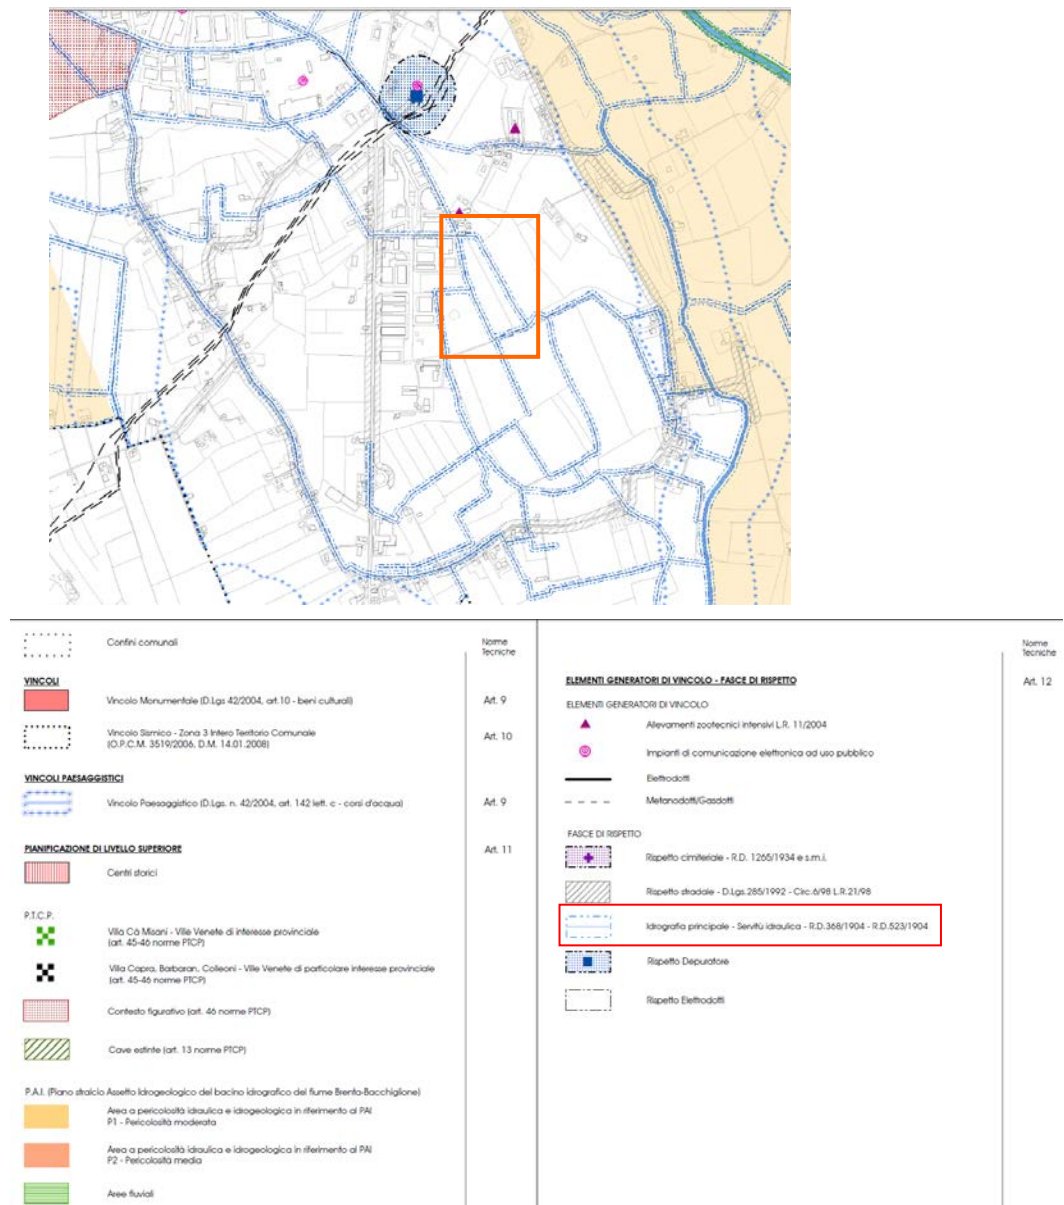 Confini comunali
Norme
Tecniche
VINCOLI
Vincolo Monumentale (D.Lgs 42/2004, art.10 - beni culturali)
Art. 9
Vincolo Sismico - Zona 3 Intero Territorio Comunale
(O.P.C.M. 3519/2006, D.M. 14.01.2008)
Art. 10
VINCOLI PAESAGGISTICI
Vincolo Paesaggistico (D.Lgs. n. 42/2004, art. 142 lett. c - corsi d'acqua)
Art. 9
PIANIFICAZIONE DI LIVELLO SUPERIORE
Art. 11
Centri storici
P.T.C.P.
Villa Cà Misani - Ville Venete di interesse provinciale
(art. 45-46 norme PTCP)
Villa Capra, Barbaran, Colleoni - Ville Venete di particolare interesse provinciale
(art. 45-46 norme PTCP)
Contesto figurativo (art. 46 norme PTCP)
Cave estinte (art. 13 norme PTCP)
P.A.I. (Piano stralcio Assetto Idrogeologico del bacino idrografico del fiume Brenta-Bacchiglione)
Area a pericolosità idraulica e idrogeologica in riferimento al PAI
P1 - Pericolosità moderata
Area a pericolosità idraulica e idrogeologica in riferimento al PAI
P2 - Pericolosità media
Aree fluviali
Norme
Tecniche
ELEMENTI GENERATORI DI VINCOLO - FASCE DI RISPETTO
Art. 12
ELEMENTI GENERATORI DI VINCOLO
Allevamenti zootecnici intensivi L.R. 11/2004
Impianti di comunicazione elettronica ad uso pubblico
Elettrodotti
Metanodotti/Gasdotti
FASCE DI RISPETTO
Rispetto cimiteriale - R.D. 1265/1934 e s.m.i.
Rispetto stradale - D.Lgs.285/1992 - Circ.6/98 L.R.21/98
Idrografia principale - Servitù idraulica - R.D.368/1904 - R.D.523/1904
Rispetto Depuratore
Rispetto Elettrodotti